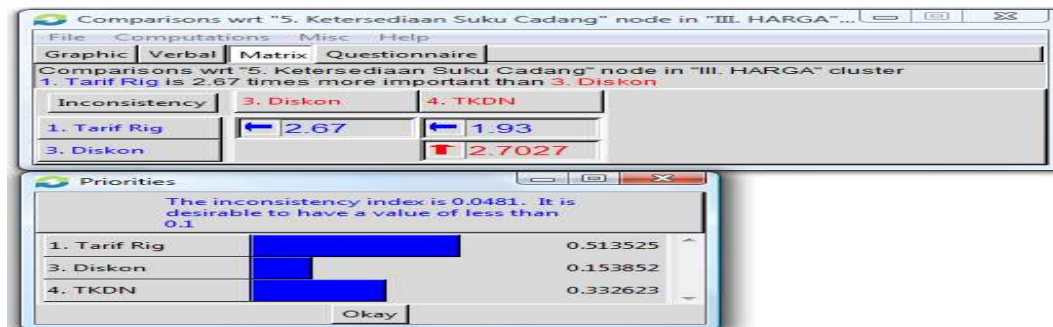 Comparisons wrt "5. Ketersediaan Suku Cadang" node in "III. HARGA"...
File Computations Misc Help
Graphic Verbal Matrix Questionnaire
Comparisons wrt "5. Ketersediaan Suku Cadang" node in "III. HARGA" cluster
1. Tarif Rig is 2.67 times more important than 3. Diskon
Inconsistency 3. Diskon 4. TKDN
1. Tarif Rig 2.67 1.93
3. Diskon 2.7027
Priorities
The inconsistency index is 0.0481. It is
desirable to have a value of less than
0.1
1. Tarif Rig 0.513525
3. Diskon 0.153852
4. TKDN 0.332623
Okay